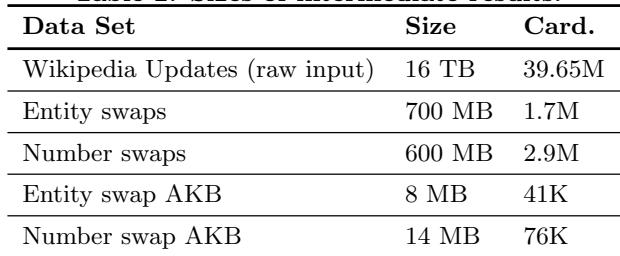 Data Set Size Card.
Wikipedia Updates (raw input) 16 TB 39.65M
Entity swaps 700 MB 1.7M
Number swaps 600 MB 2.9M
Entity swap AKB 8 MB 41K
Number swap AKB 14 MB 76K